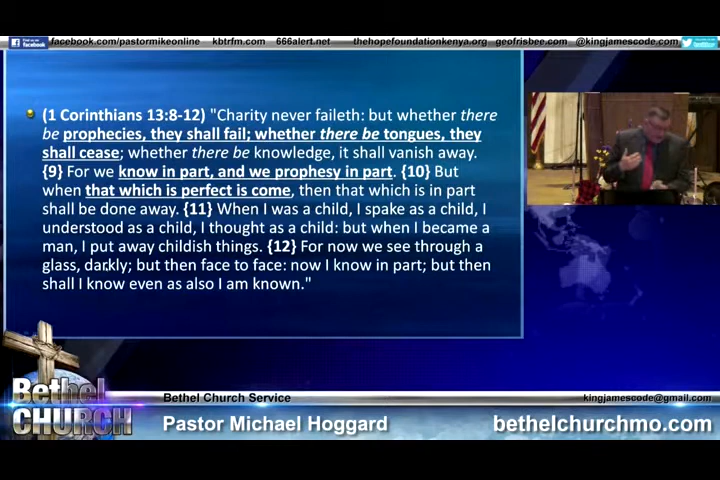 Find us on facebook
facebook.com/pastormikeonline kbtrfm.com 666alert.net thehopefoundationkenya.org geofrisbee.com @kingjamescode twitter
(1 Corinthians 13:8-12) "Charity never faileth: but whether there
be prophecies, they shall fail; whether there be tongues, they
shall cease; whether there be knowledge, it shall vanish away.
{9} For we know in part, and we prophesy in part. {10} But
when that which is perfect is come, then that which is in part
shall be done away. {11} When I was a child, I spake as a child, I
understood as a child, I thought as a child: but when I became a
man, I put away childish things. {12} For now we see through a
glass, darkly; but then face to face: now I know in part; but then
shall I know even as also I am known."
Bethel
CHURCH
Bethel Church Service
kingjamescode@gmail.com
Pastor Michael Hoggard
bethelchurchmo.com